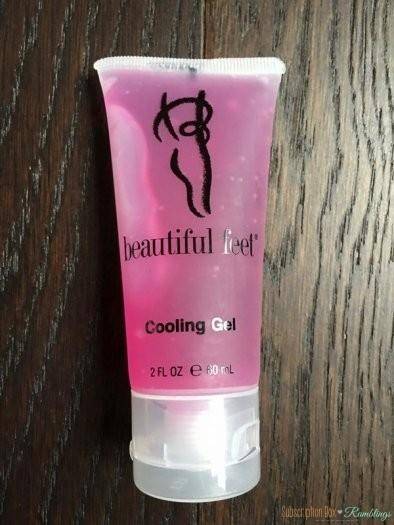 beautiful feet®
Cooling Gel
2 FL OZ ℮ 60 mL
Subscription Box ♥ Ramblings